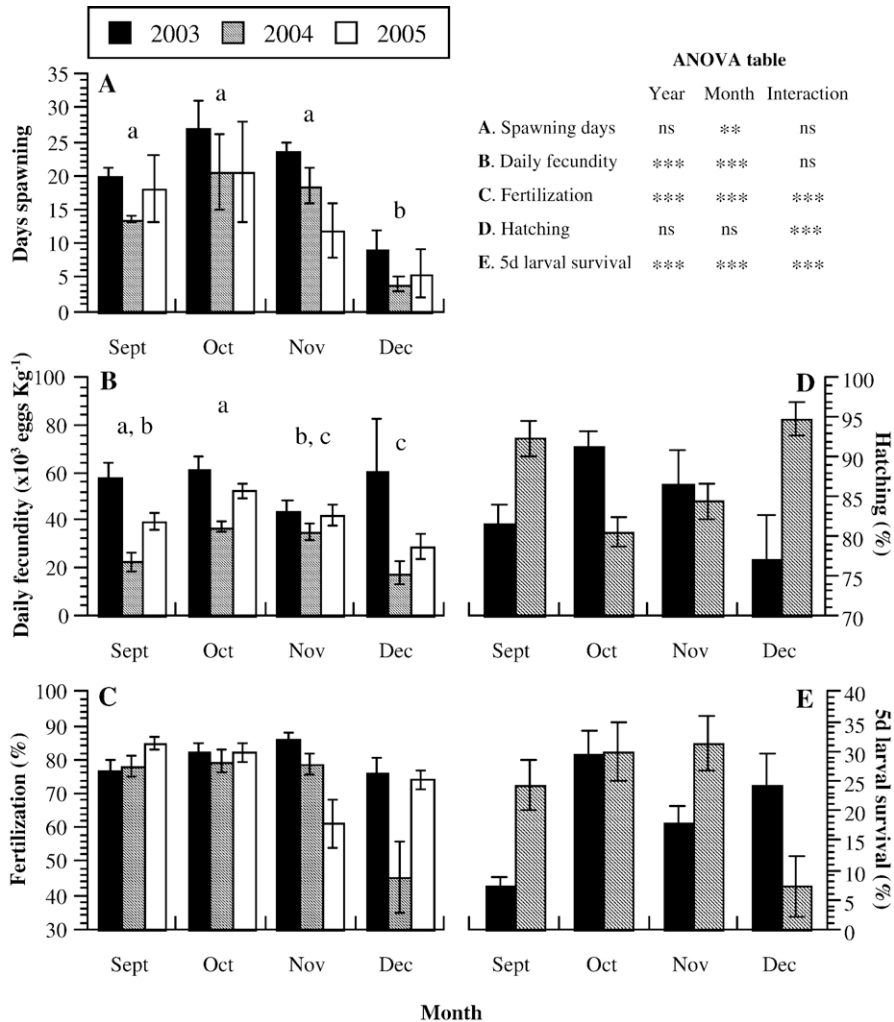 2003 2004 2005
ANOVA table
Year Month Interaction
A. Spawning days ns ** ns
B. Daily fecundity *** *** ns
C. Fertilization *** *** ***
D. Hatching ns ns ***
E. 5d larval survival *** *** ***
A
Days spawning
35
30
25
20
15
10
5
0
a
a
a
b
Sept Oct Nov Dec
B
Daily fecundity (x10³ eggs Kg⁻¹)
100
80
60
40
20
0
a, b
a
b, c
c
Sept Oct Nov Dec
D
Hatching (%)
100
95
90
85
80
75
70
Sept Oct Nov Dec
C
Fertilization (%)
100
90
80
70
60
50
40
30
Sept Oct Nov Dec
E
5d larval survival (%)
40
35
30
25
20
15
10
5
0
Sept Oct Nov Dec
Month